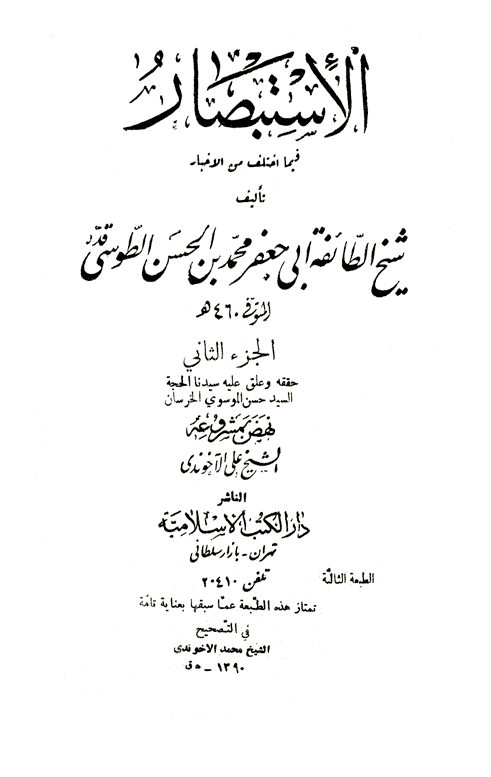 الإستبصار
فيما اختلف من الاخبار
تأليف
شيخ الطائفة ابي جعفر محمد بن الحسن الطوسي قده
المتوفى ٤٦٠ هـ
الجزء الثاني
حققه وعلق عليه سيدنا الحجة
السيد حسن الموسوي الخرسان
نهض بمشروعه
الشيخ علي الآخوندي
الناشر
دار الكتب الاسلامية
تهران - بازار سلطاني
تلفن ٢٠٤١٠
الطبعة الثالثة
تمتاز هذه الطبعة عما سبقها بعناية تامة
في التصحيح
الشيخ محمد الآخوندى
١٣٩٠ - ه ق